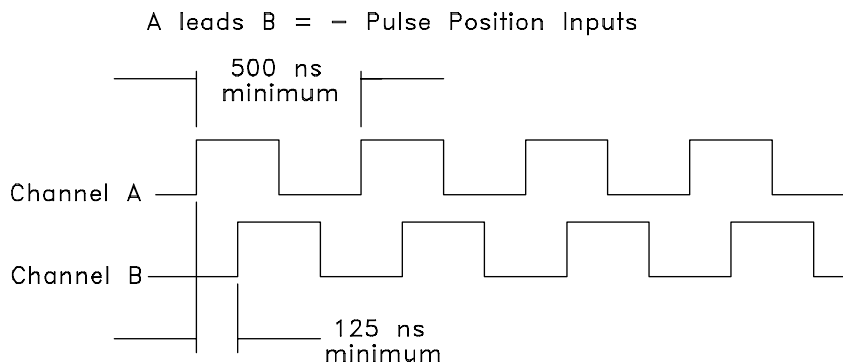 A leads B = - Pulse Position Inputs
500 ns
minimum
Channel A
Channel B
125 ns
minimum